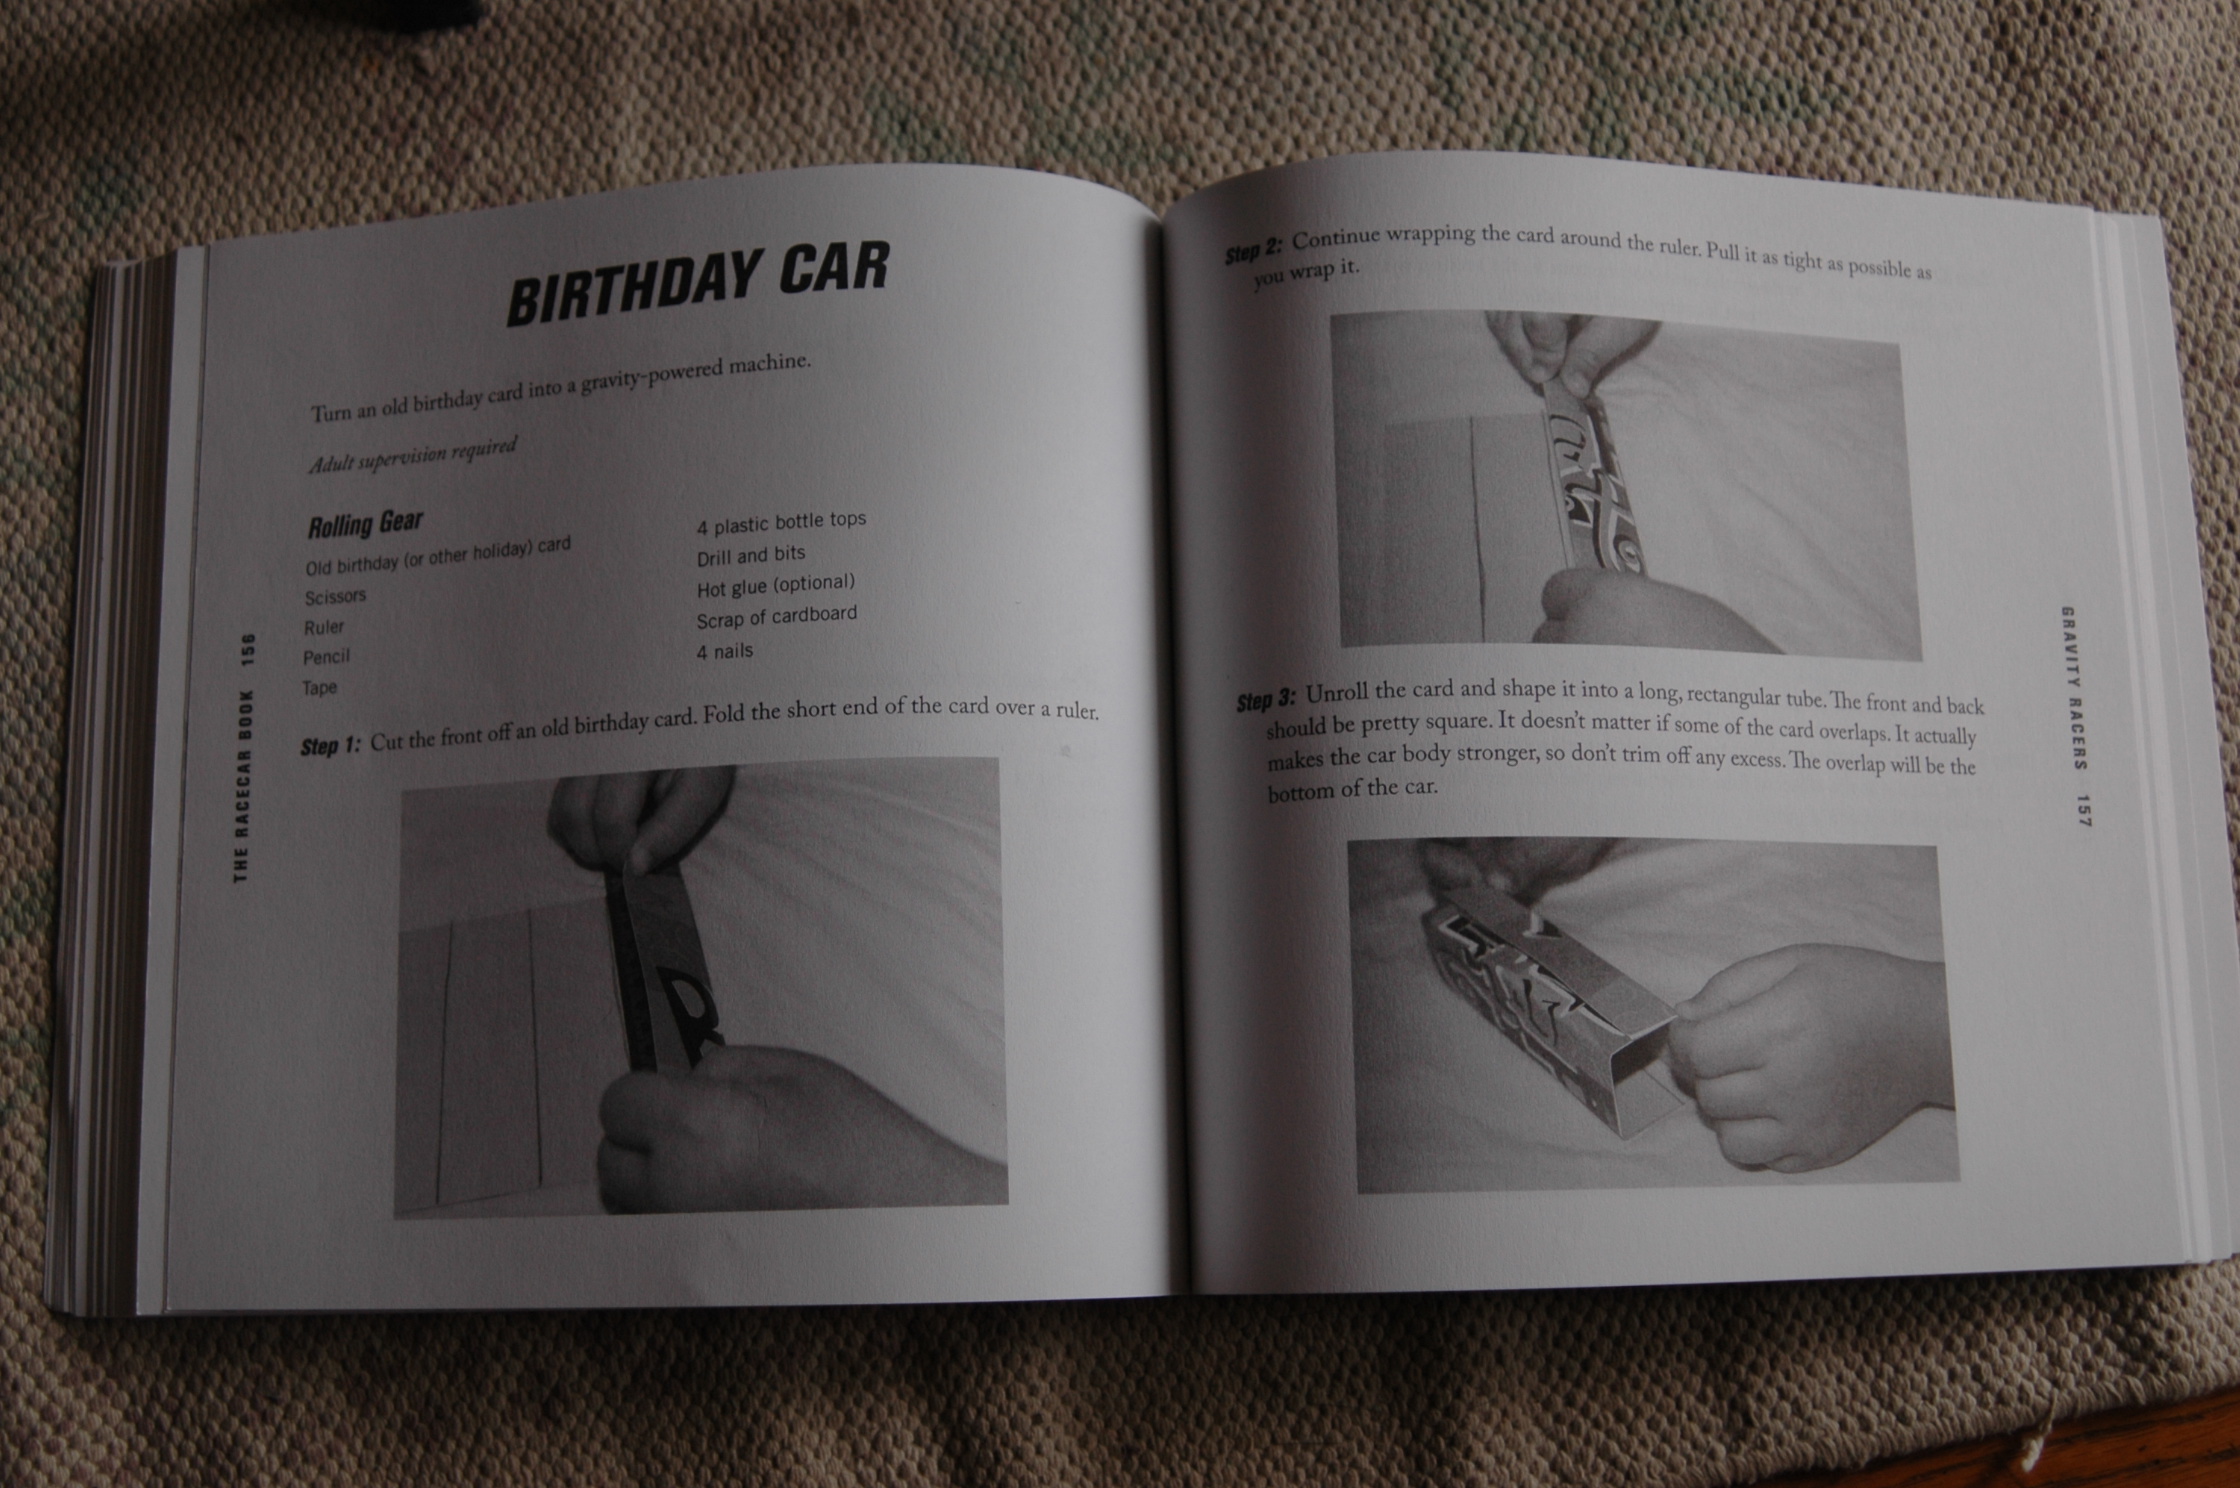 BIRTHDAY CAR
Turn an old birthday card into a gravity-powered machine.
Adult supervision required
Rolling Gear
Old birthday (or other holiday) card
Scissors
Ruler
Pencil
Tape
4 plastic bottle tops
Drill and bits
Hot glue (optional)
Scrap of cardboard
4 nails
Step 1: Cut the front off an old birthday card. Fold the short end of the card over a ruler.
THE RACECAR BOOK 156
Step 2: Continue wrapping the card around the ruler. Pull it as tight as possible as
you wrap it.
Step 3: Unroll the card and shape it into a long, rectangular tube. The front and back
should be pretty square. It doesn't matter if some of the card overlaps. It actually
makes the car body stronger, so don't trim off any excess. The overlap will be the
bottom of the car.
GRAVITY RACERS 157